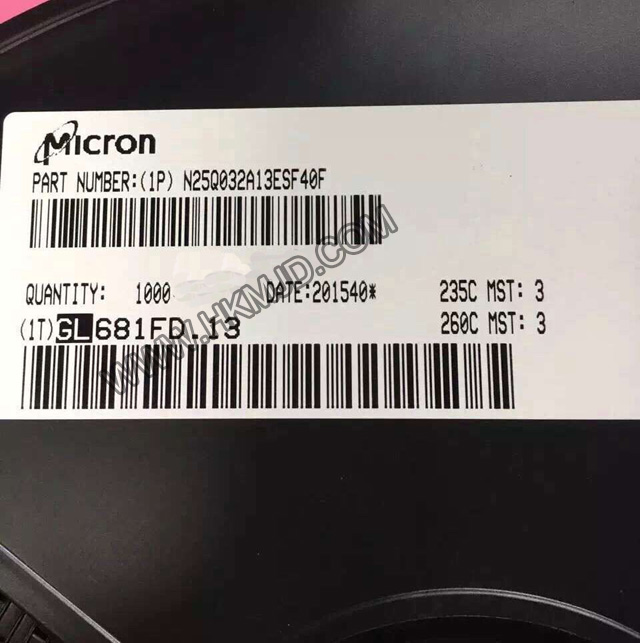 Micron
PART NUMBER:(1P) N25Q032A13ESF40F
QUANTITY: 1000 DATE:201540* 235C MST: 3
(1T)GL681FD.13 260C MST: 3
WWW.HKMJD.COM